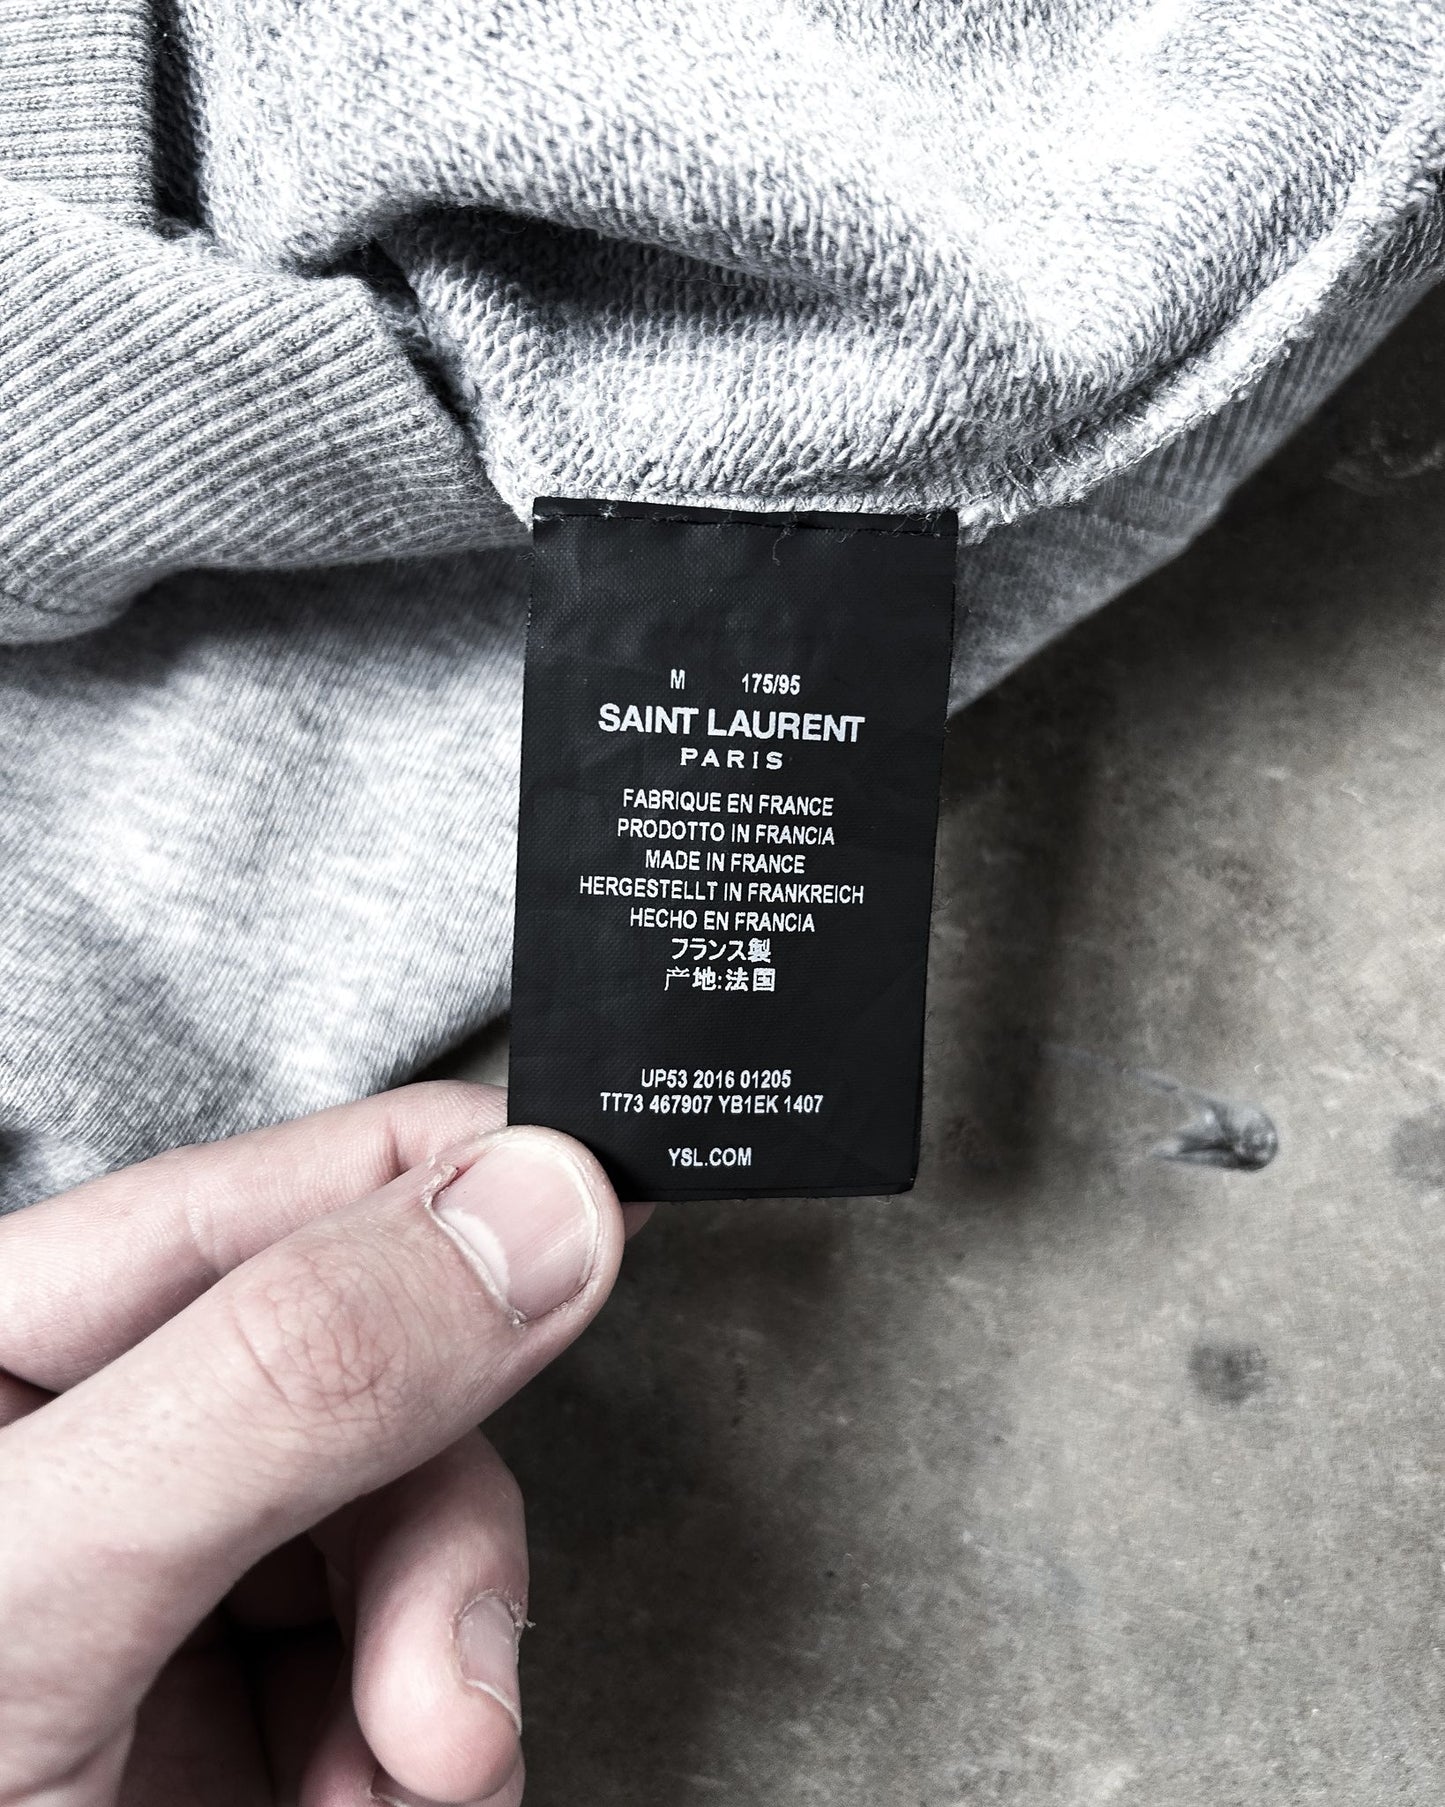 M 175/95
SAINT LAURENT
PARIS
FABRIQUE EN FRANCE
PRODOTTO IN FRANCIA
MADE IN FRANCE
HERGESTELLT IN FRANKREICH
HECHO EN FRANCIA
フランス製
产地:法国
UP53 2016 01205
TT73 467907 YB1EK 1407
YSL.COM